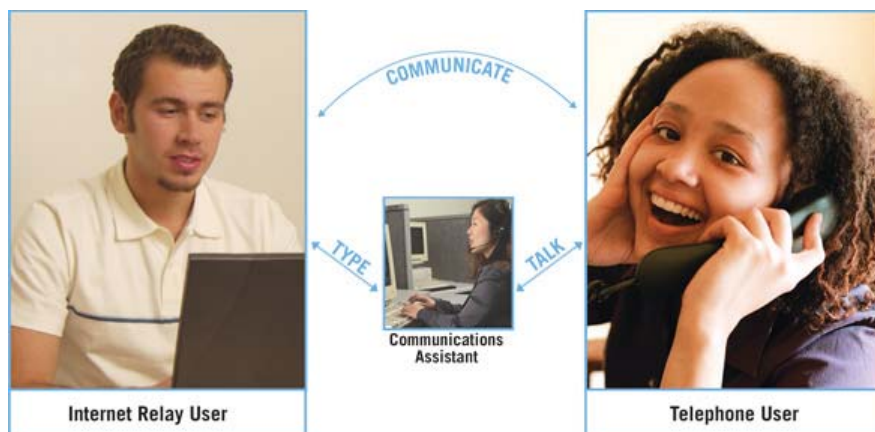 COMMUNICATE
TYPE
TALK
Communications
Assistant
Internet Relay User
Telephone User